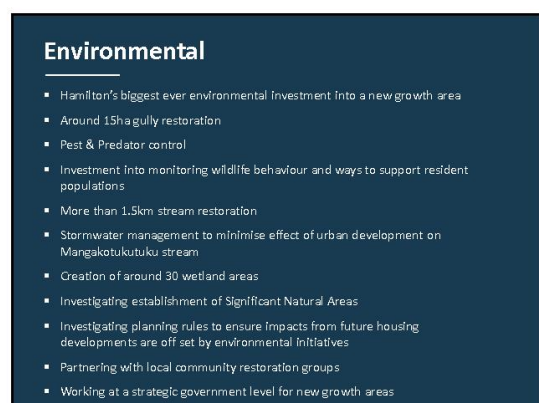 Environmental
▪ Hamilton's biggest ever environmental investment into a new growth area
▪ Around 15ha gully restoration
▪ Pest & Predator control
▪ Investment into monitoring wildlife behaviour and ways to support resident
populations
▪ More than 1.5km stream restoration
▪ Stormwater management to minimise effect of urban development on
Mangakotukutuku stream
▪ Creation of around 30 wetland areas
▪ Investigating establishment of Significant Natural Areas
▪ Investigating planning rules to ensure impacts from future housing
developments are off set by environmental initiatives
▪ Partnering with local community restoration groups
▪ Working at a strategic government level for new growth areas